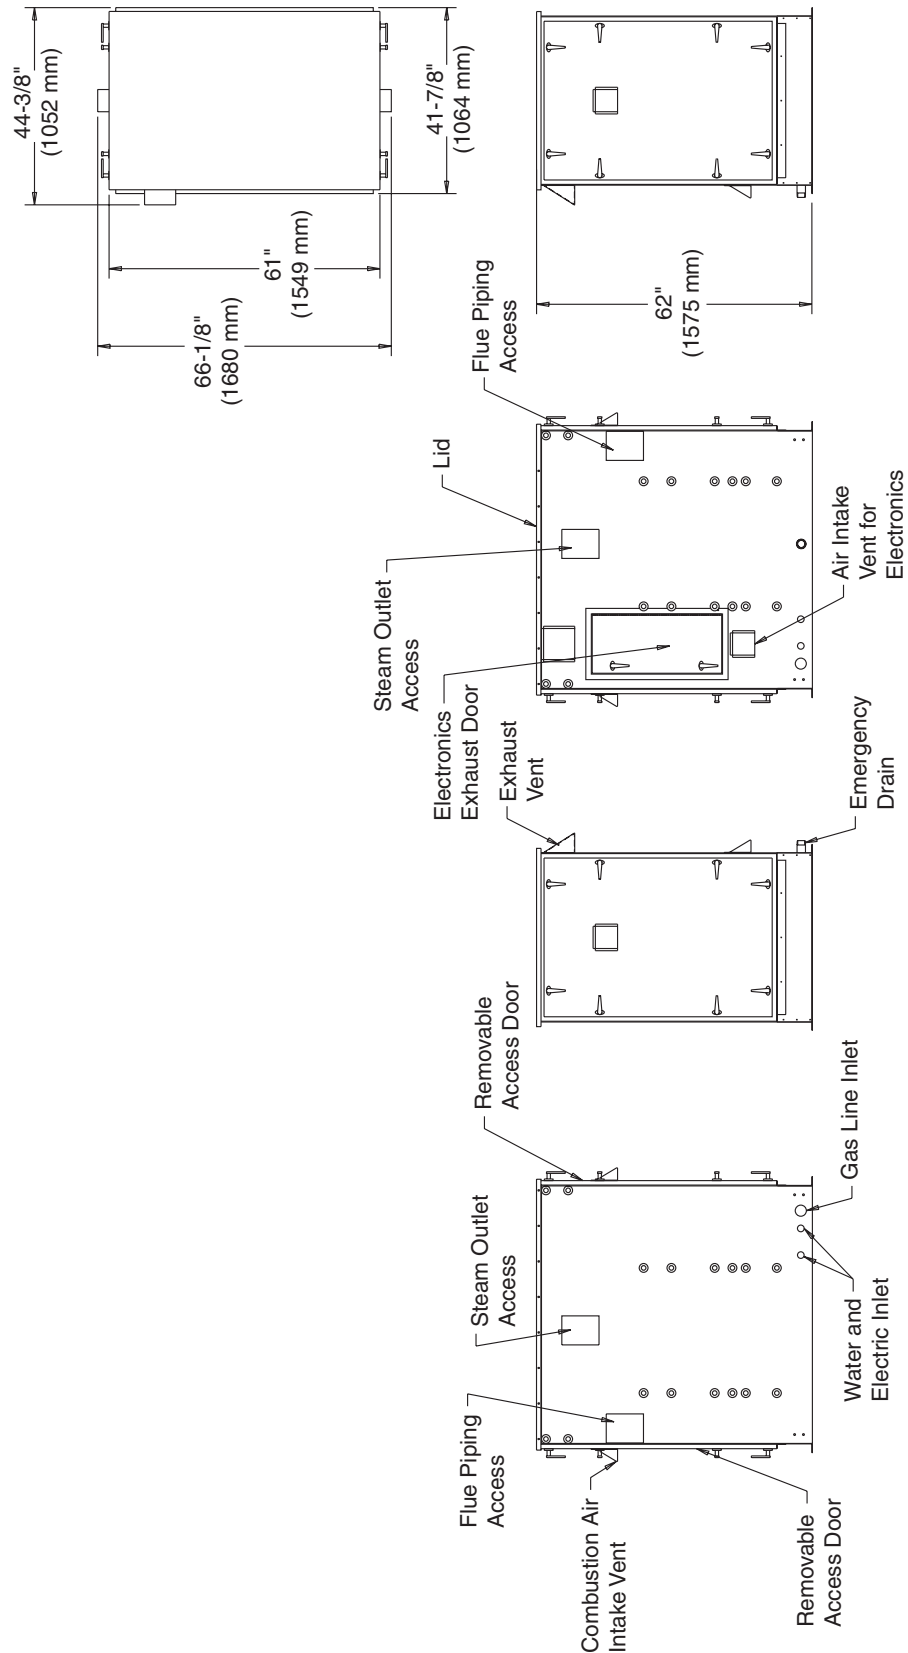 44-3/8"
(1052 mm)
41-7/8"
(1064 mm)
66-1/8"
(1680 mm)
61"
(1549 mm)
62"
(1575 mm)
Flue Piping
Access
Steam Outlet
Access
Removable
Access Door
Combustion Air
Intake Vent
Removable
Access Door
Water and
Electric Inlet
Gas Line Inlet
Electronics
Exhaust Door
Exhaust
Vent
Emergency
Drain
Steam Outlet
Access
Lid
Flue Piping
Access
Air Intake
Vent for
Electronics